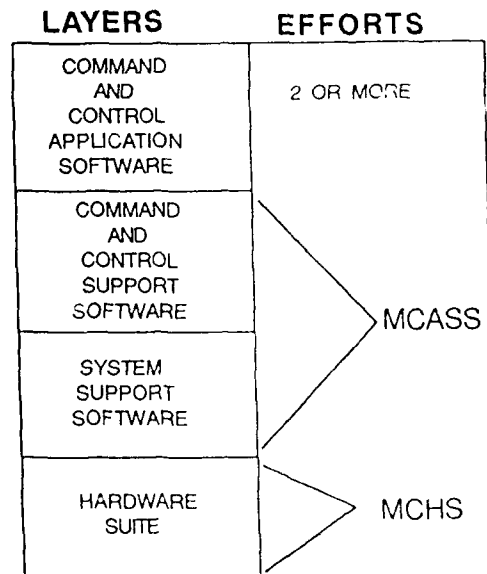 LAYERS EFFORTS
COMMAND
AND
CONTROL
APPLICATION
SOFTWARE
2 OR MORE
COMMAND
AND
CONTROL
SUPPORT
SOFTWARE
MCASS
SYSTEM
SUPPORT
SOFTWARE
HARDWARE
SUITE
MCHS